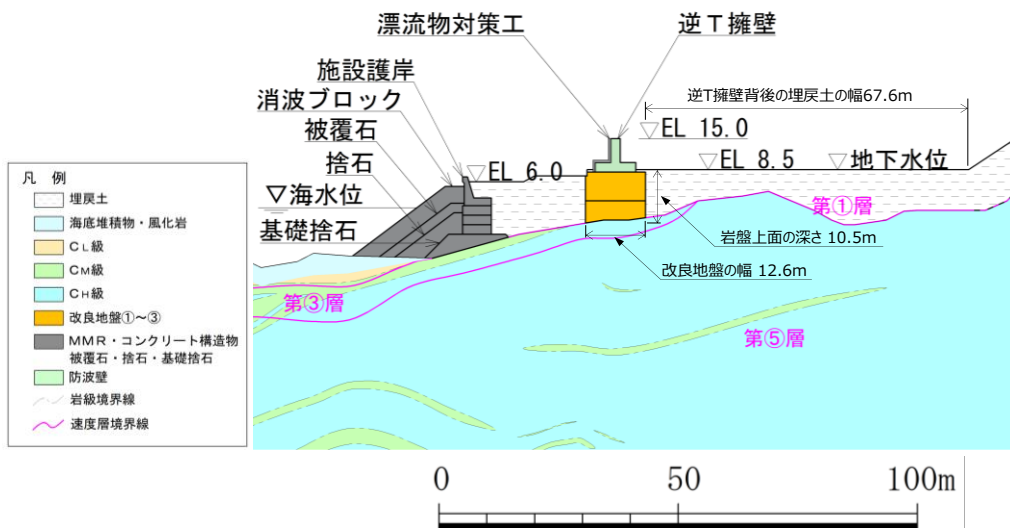 漂流物対策工
逆T擁壁
施設護岸
消波ブロック
被覆石
捨石
▽海水位
基礎捨石
逆T擁壁背後の埋戻土の幅67.6m
▽EL 15.0
▽EL 6.0
▽EL 8.5
▽地下水位
第①層
岩盤上面の深さ 10.5m
改良地盤の幅 12.6m
第③層
第⑤層
凡 例
埋戻土
海底堆積物・風化岩
CL級
CM級
CH級
改良地盤①~③
MMR・コンクリート構造物
被覆石・捨石・基礎捨石
防波壁
岩級境界線
速度層境界線
0 50 100m